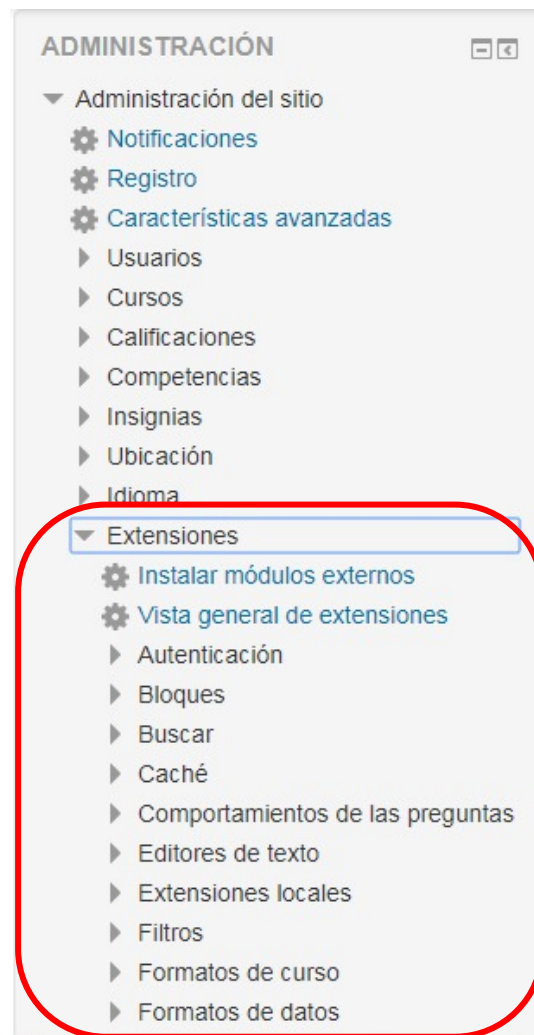 ADMINISTRACIÓN
Administración del sitio
Notificaciones
Registro
Características avanzadas
Usuarios
Cursos
Calificaciones
Competencias
Insignias
Ubicación
Idioma
Extensiones
Instalar módulos externos
Vista general de extensiones
Autenticación
Bloques
Buscar
Caché
Comportamientos de las preguntas
Editores de texto
Extensiones locales
Filtros
Formatos de curso
Formatos de datos